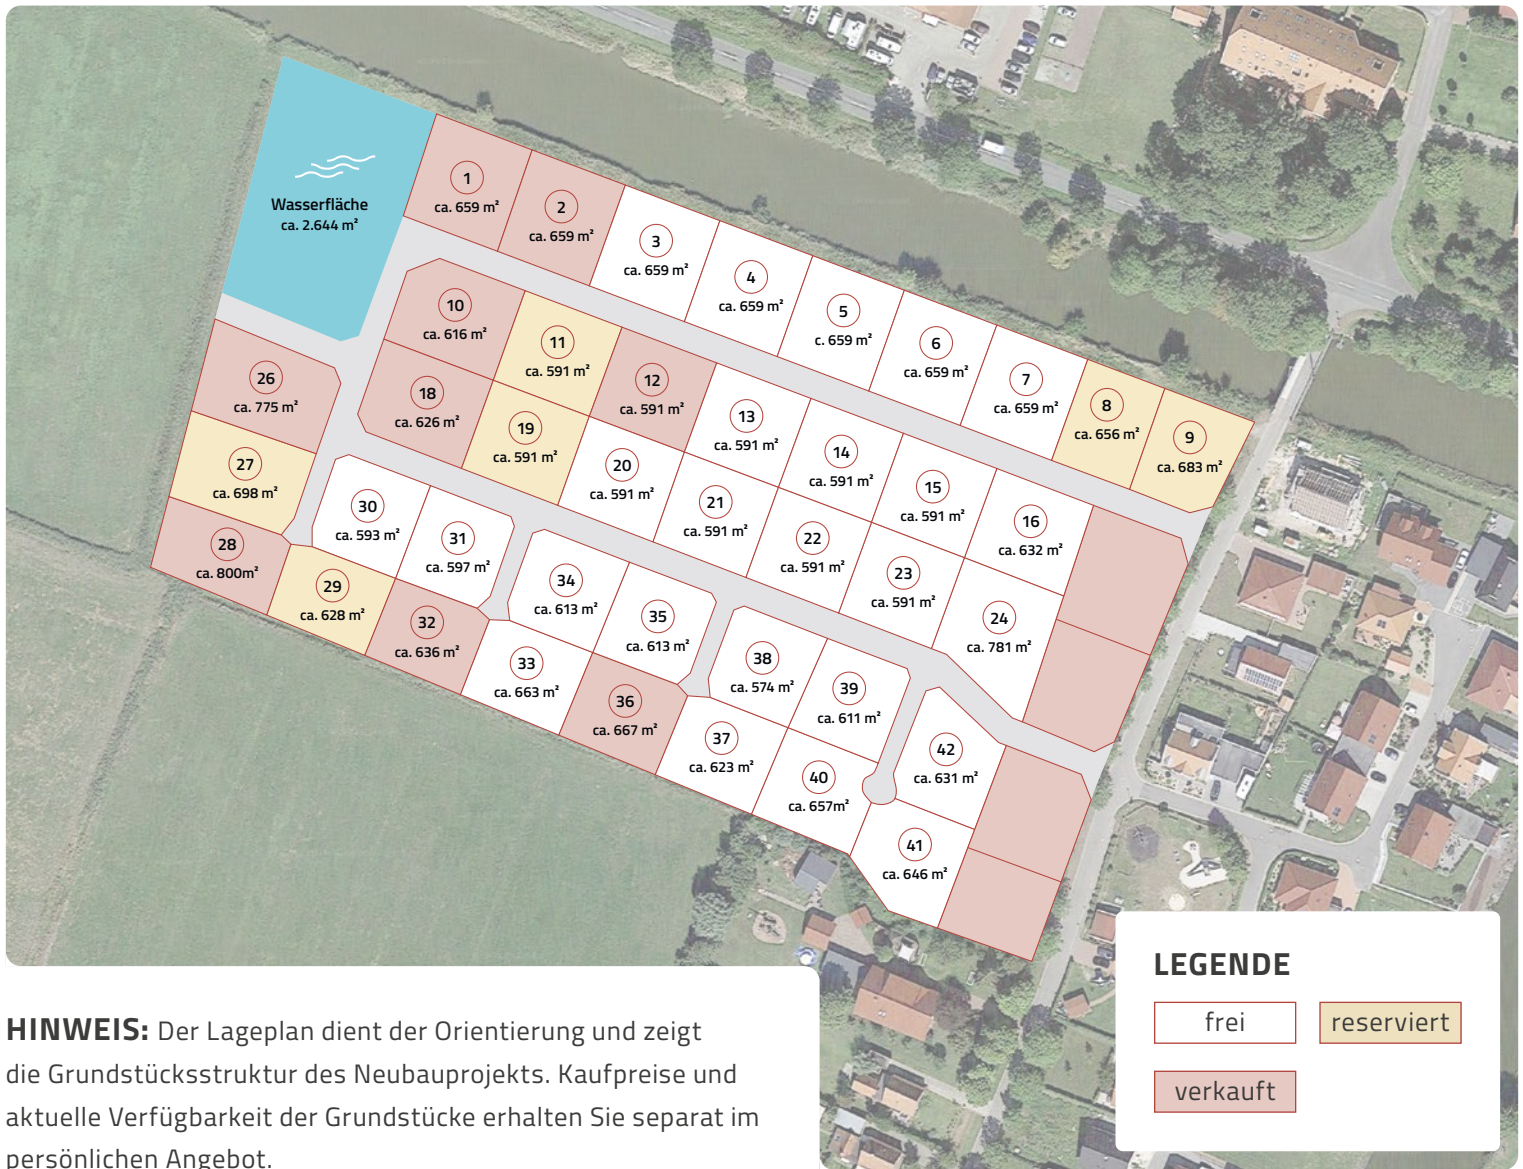 Wasserfläche
ca. 2.644 m²
1
ca. 659 m²
2
ca. 659 m²
3
ca. 659 m²
4
ca. 659 m²
5
c. 659 m²
6
ca. 659 m²
7
ca. 659 m²
8
ca. 656 m²
9
ca. 683 m²
10
ca. 616 m²
11
ca. 591 m²
12
ca. 591 m²
13
ca. 591 m²
14
ca. 591 m²
15
ca. 591 m²
16
ca. 632 m²
18
ca. 626 m²
19
ca. 591 m²
20
ca. 591 m²
21
ca. 591 m²
22
ca. 591 m²
23
ca. 591 m²
24
ca. 781 m²
26
ca. 775 m²
27
ca. 698 m²
28
ca. 800m²
29
ca. 628 m²
30
ca. 593 m²
31
ca. 597 m²
32
ca. 636 m²
33
ca. 663 m²
34
ca. 613 m²
35
ca. 613 m²
36
ca. 667 m²
37
ca. 623 m²
38
ca. 574 m²
39
ca. 611 m²
40
ca. 657m²
41
ca. 646 m²
42
ca. 631 m²
LEGENDE
frei
reserviert
verkauft
HINWEIS: Der Lageplan dient der Orientierung und zeigt
die Grundstücksstruktur des Neubauprojekts. Kaufpreise und
aktuelle Verfügbarkeit der Grundstücke erhalten Sie separat im
persönlichen Angebot.